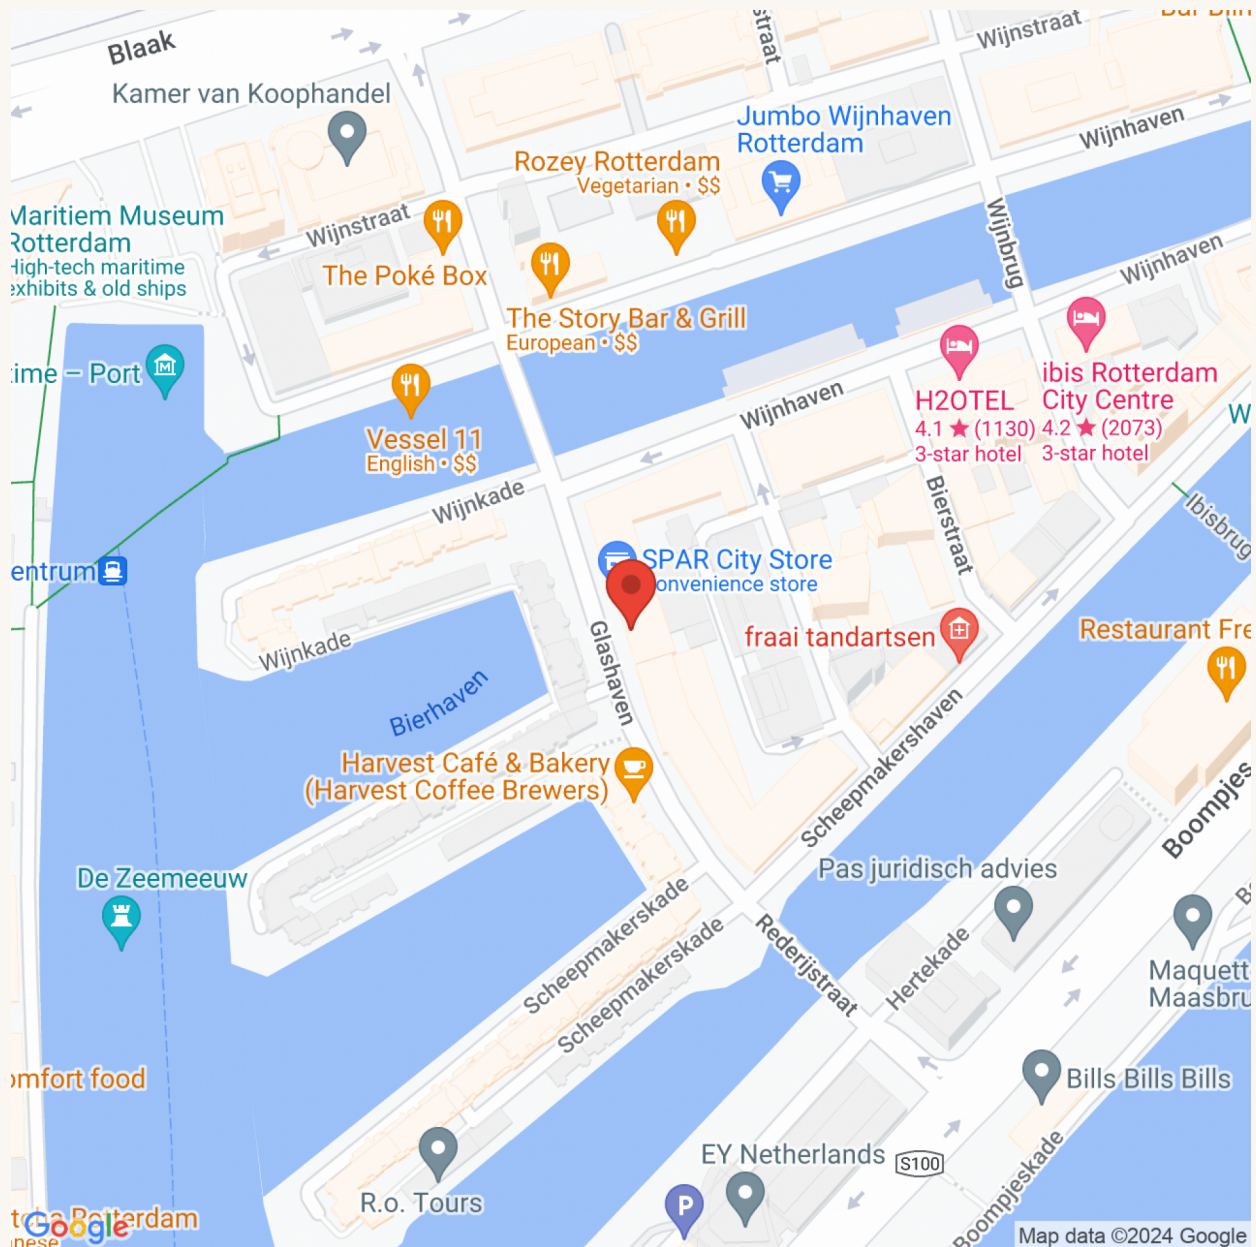 Blaak
straat
Wijnstraat
Kamer van Koophandel
Jumbo Wijnhaven
Rotterdam
Wijnhaven
Rozey Rotterdam
Vegetarian • $$
Maritiem Museum
Rotterdam
High-tech maritime
exhibits & old ships
Wijnstraat
Wijnbrug
Wijnhaven
The Poké Box
The Story Bar & Grill
European • $$
time – Port
ibis Rotterdam
City Centre
4.2 ★ (2073)
3-star hotel
H2OTEL
4.1 ★ (1130)
3-star hotel
Wijnhaven
W
Vessel 11
English • $$
Wijnkade
Bierstraat
Ibisbrug
entrum
SPAR City Store
onvenience store
Glashaven
fraai tandartsen
Restaurant Fre
Wijnkade
Bierhaven
Harvest Café & Bakery
(Harvest Coffee Brewers)
Scheepmakershaven
Boompjes
De Zeemeeuw
Pas juridisch advies
Scheepmakerskade
Scheepmakerskade
Rederijstraat
Hertekade
Maquett
Maasbru
omfort food
Bills Bills Bills
EY Netherlands
S100
Boompjeskade
R.o. Tours
P
Rotterdam
Google
Map data ©2024 Google